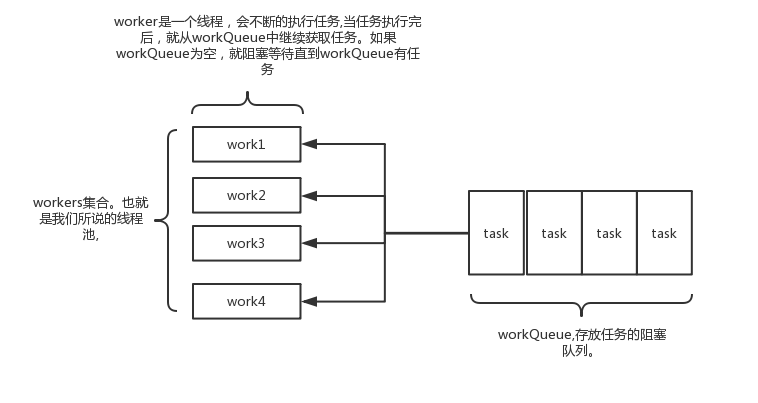 worker是一个线程，会不断的执行任务,当任务执行完
后，就从workQueue中继续获取任务。如果
workQueue为空，就阻塞等待直到workQueue有任
务
work1
work2
work3
work4
workers集合。也就
是我们所说的线程
池,
task
task
task
task
workQueue,存放任务的阻塞
队列。